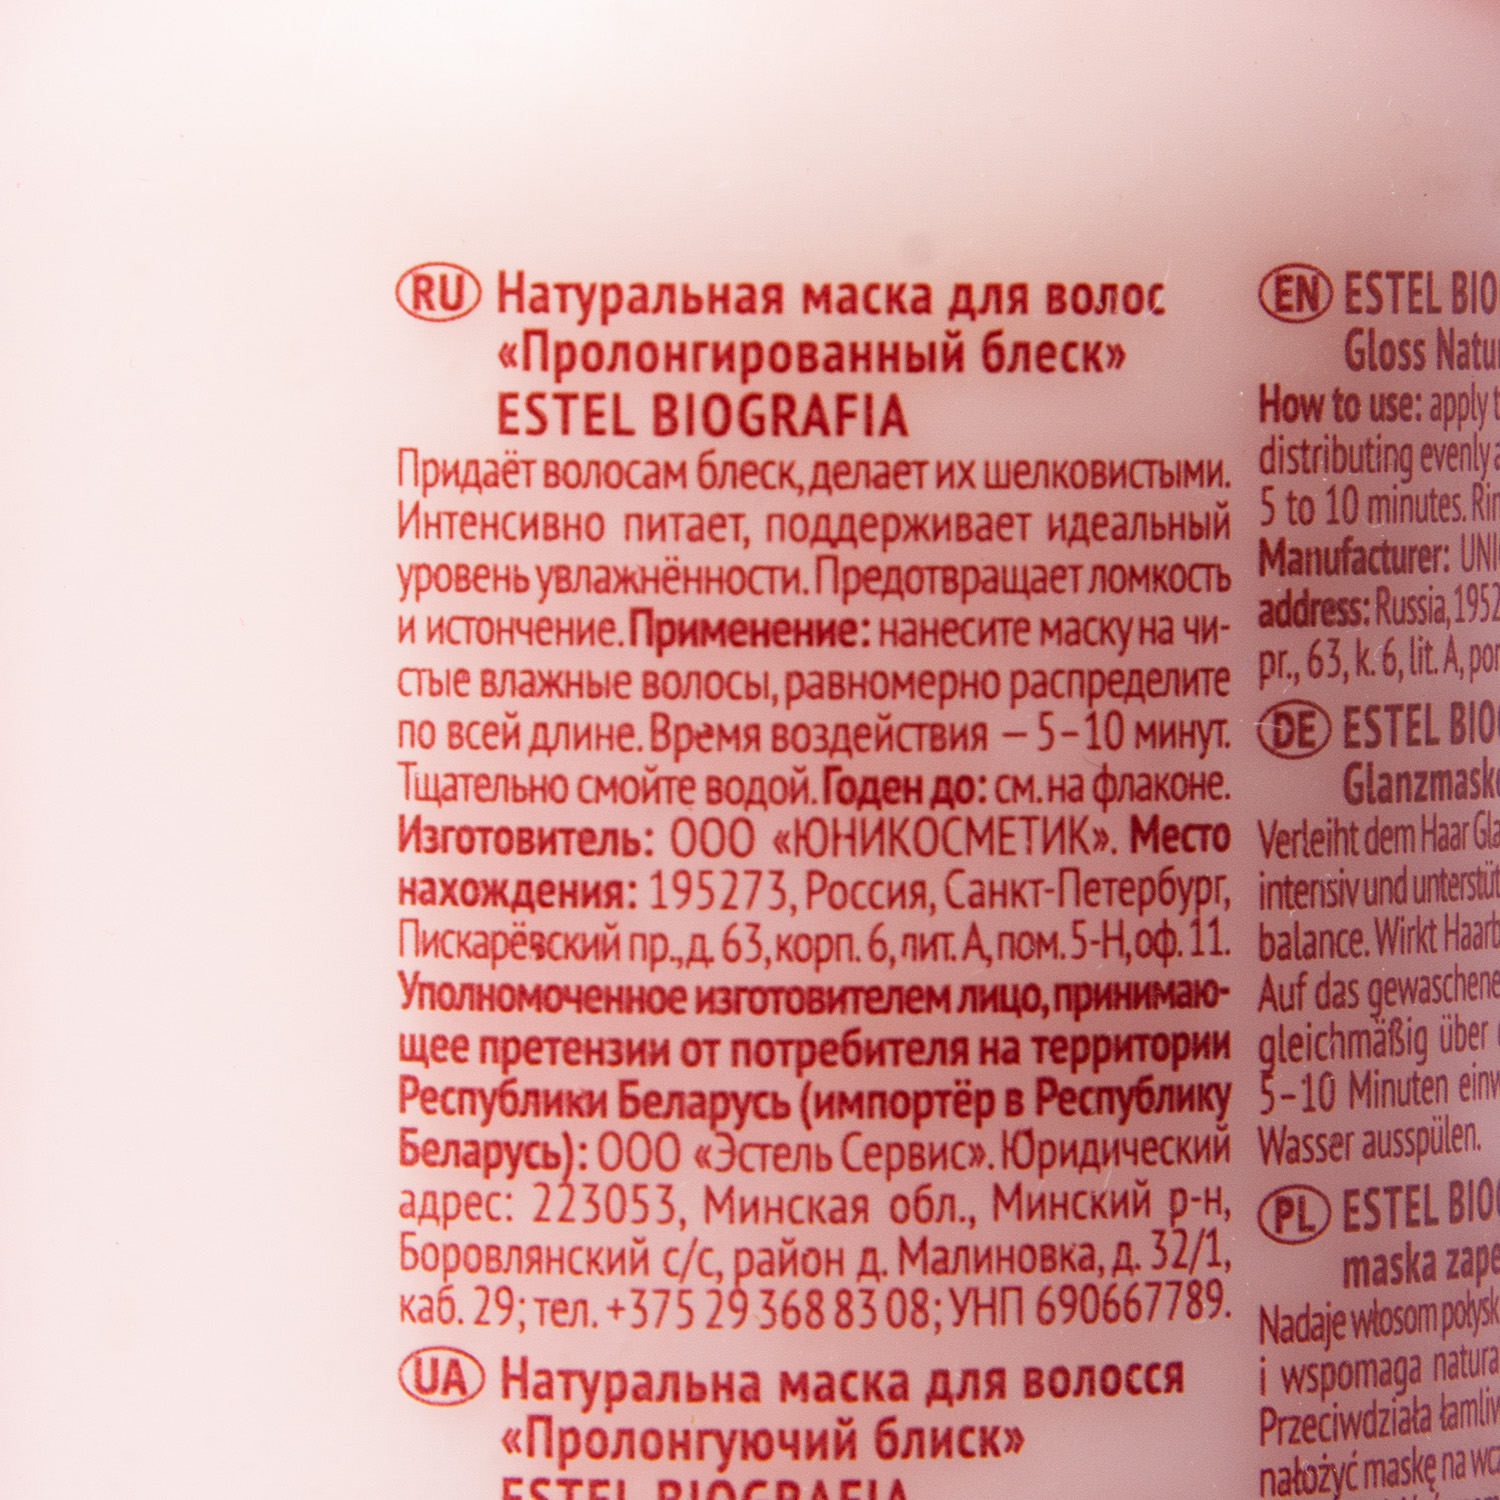 RU Натуральная маска для волос
«Пролонгированный блеск»
ESTEL BIOGRAFIA
Придаёт волосам блеск, делает их шелковистыми.
Интенсивно питает, поддерживает идеальный
уровень увлажнённости. Предотвращает ломкость
и истончение. Применение: нанесите маску на чи-
стые влажные волосы, равномерно распределите
по всей длине. Время воздействия – 5–10 минут.
Тщательно смойте водой. Годен до: см. на флаконе.
Изготовитель: ООО «ЮНИКОСМЕТИК». Место
нахождения: 195273, Россия, Санкт-Петербург,
Пискарёвский пр., д. 63, корп. 6, лит. А, пом. 5-Н, оф. 11.
Уполномоченное изготовителем лицо, принимаю-
щее претензии от потребителя на территории
Республики Беларусь (импортёр в Республику
Беларусь): ООО «Эстель Сервис». Юридический
адрес: 223053, Минская обл., Минский р-н,
Боровлянский с/с, район д. Малиновка, д. 32/1,
каб. 29; тел. +375 29 368 83 08; УНП 690667789.
UA Натуральна маска для волосся
«Пролонгуючий блиск»
ESTEL BIOGRAFIA
EN ESTEL BIO
Gloss Natu
How to use: apply t
distributing evenly a
5 to 10 minutes. Rin
Manufacturer: UNI
address: Russia, 1952
pr., 63, k. 6, lit. A, pom
DE ESTEL BIO
Glanzmaske
Verleiht dem Haar Gla
intensiv und unterstüt
balance. Wirkt Haarb
Auf das gewaschene
gleichmäßig über
5–10 Minuten einw
Wasser ausspülen.
PL ESTEL BIO
maska zape
Nadaje włosom połysk
i wspomaga natura
Przeciwdziała łamliw
nałożyć maskę na wcz